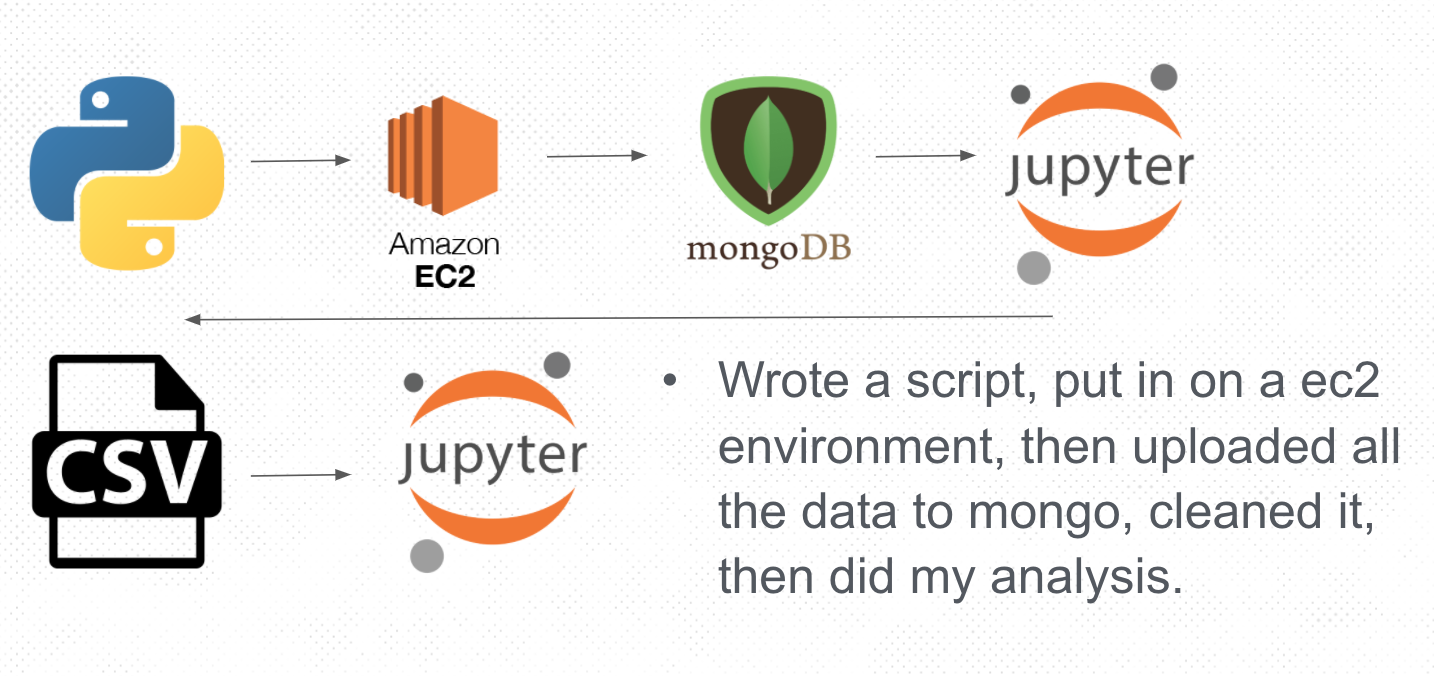 Amazon
EC2
mongoDB
jupyter
CSV
jupyter
• Wrote a script, put in on a ec2
environment, then uploaded all
the data to mongo, cleaned it,
then did my analysis.